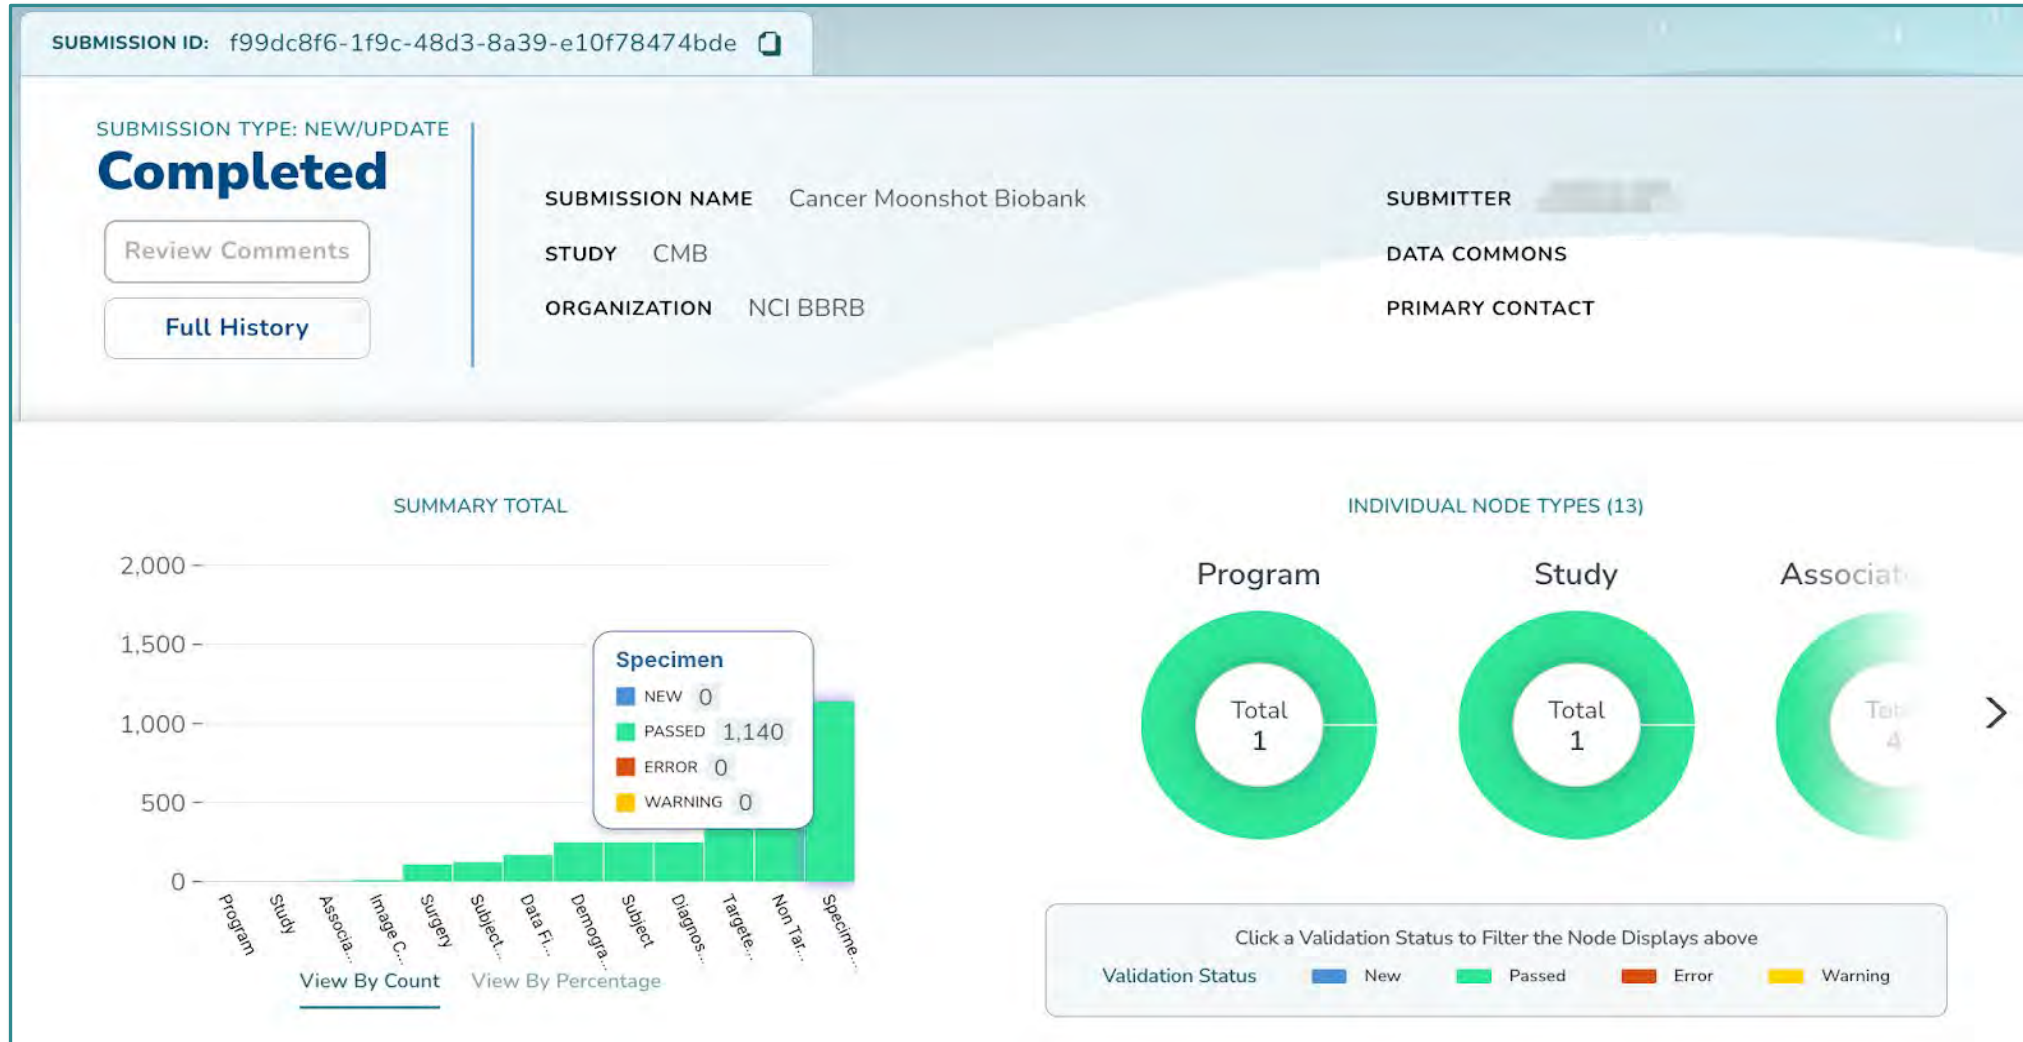 SUBMISSION ID: f99dc8f6-1f9c-48d3-8a39-e10f78474bde
SUBMISSION TYPE: NEW/UPDATE
Completed
Review Comments
Full History
SUBMISSION NAME Cancer Moonshot Biobank
STUDY CMB
ORGANIZATION NCI BBRB
SUBMITTER
DATA COMMONS
PRIMARY CONTACT
SUMMARY TOTAL
2,000
1,500
1,000
500
0
Specimen
NEW 0
PASSED 1,140
ERROR 0
WARNING 0
Program
Study
Associa...
Image C...
Surgery
Subject...
Data Fi...
Demogra...
Subject
Diagnos...
Targete...
Non Tar...
Specime...
View By Count View By Percentage
INDIVIDUAL NODE TYPES (13)
Program
Total
1
Study
Total
1
Associat
Tot
4
Click a Validation Status to Filter the Node Displays above
Validation Status New Passed Error Warning